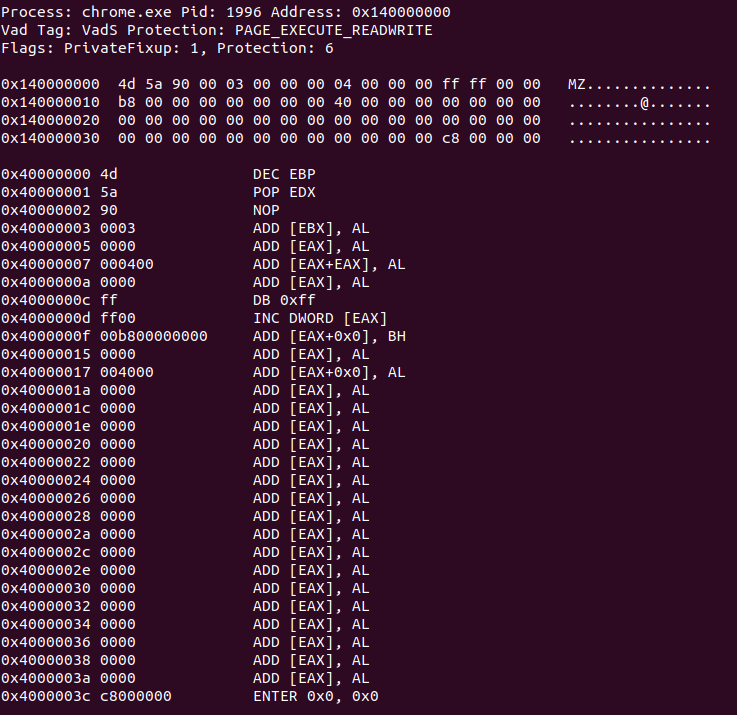 Process: chrome.exe Pid: 1996 Address: 0x140000000
Vad Tag: VadS Protection: PAGE_EXECUTE_READWRITE
Flags: PrivateFixup: 1, Protection: 6
0x140000000  4d 5a 90 00 03 00 00 00 04 00 00 00 ff ff 00 00   MZ..............
0x140000010  b8 00 00 00 00 00 00 00 40 00 00 00 00 00 00 00   ........@.......
0x140000020  00 00 00 00 00 00 00 00 00 00 00 00 00 00 00 00   ................
0x140000030  00 00 00 00 00 00 00 00 00 00 00 00 c8 00 00 00   ................
0x40000000 4d               DEC EBP
0x40000001 5a               POP EDX
0x40000002 90               NOP
0x40000003 0003             ADD [EBX], AL
0x40000005 0000             ADD [EAX], AL
0x40000007 000400           ADD [EAX+EAX], AL
0x4000000a 0000             ADD [EAX], AL
0x4000000c ff               DB 0xff
0x4000000d ff00             INC DWORD [EAX]
0x4000000f 00b800000000     ADD [EAX+0x0], BH
0x40000015 0000             ADD [EAX], AL
0x40000017 004000           ADD [EAX+0x0], AL
0x4000001a 0000             ADD [EAX], AL
0x4000001c 0000             ADD [EAX], AL
0x4000001e 0000             ADD [EAX], AL
0x40000020 0000             ADD [EAX], AL
0x40000022 0000             ADD [EAX], AL
0x40000024 0000             ADD [EAX], AL
0x40000026 0000             ADD [EAX], AL
0x40000028 0000             ADD [EAX], AL
0x4000002a 0000             ADD [EAX], AL
0x4000002c 0000             ADD [EAX], AL
0x4000002e 0000             ADD [EAX], AL
0x40000030 0000             ADD [EAX], AL
0x40000032 0000             ADD [EAX], AL
0x40000034 0000             ADD [EAX], AL
0x40000036 0000             ADD [EAX], AL
0x40000038 0000             ADD [EAX], AL
0x4000003a 0000             ADD [EAX], AL
0x4000003c c8000000         ENTER 0x0, 0x0